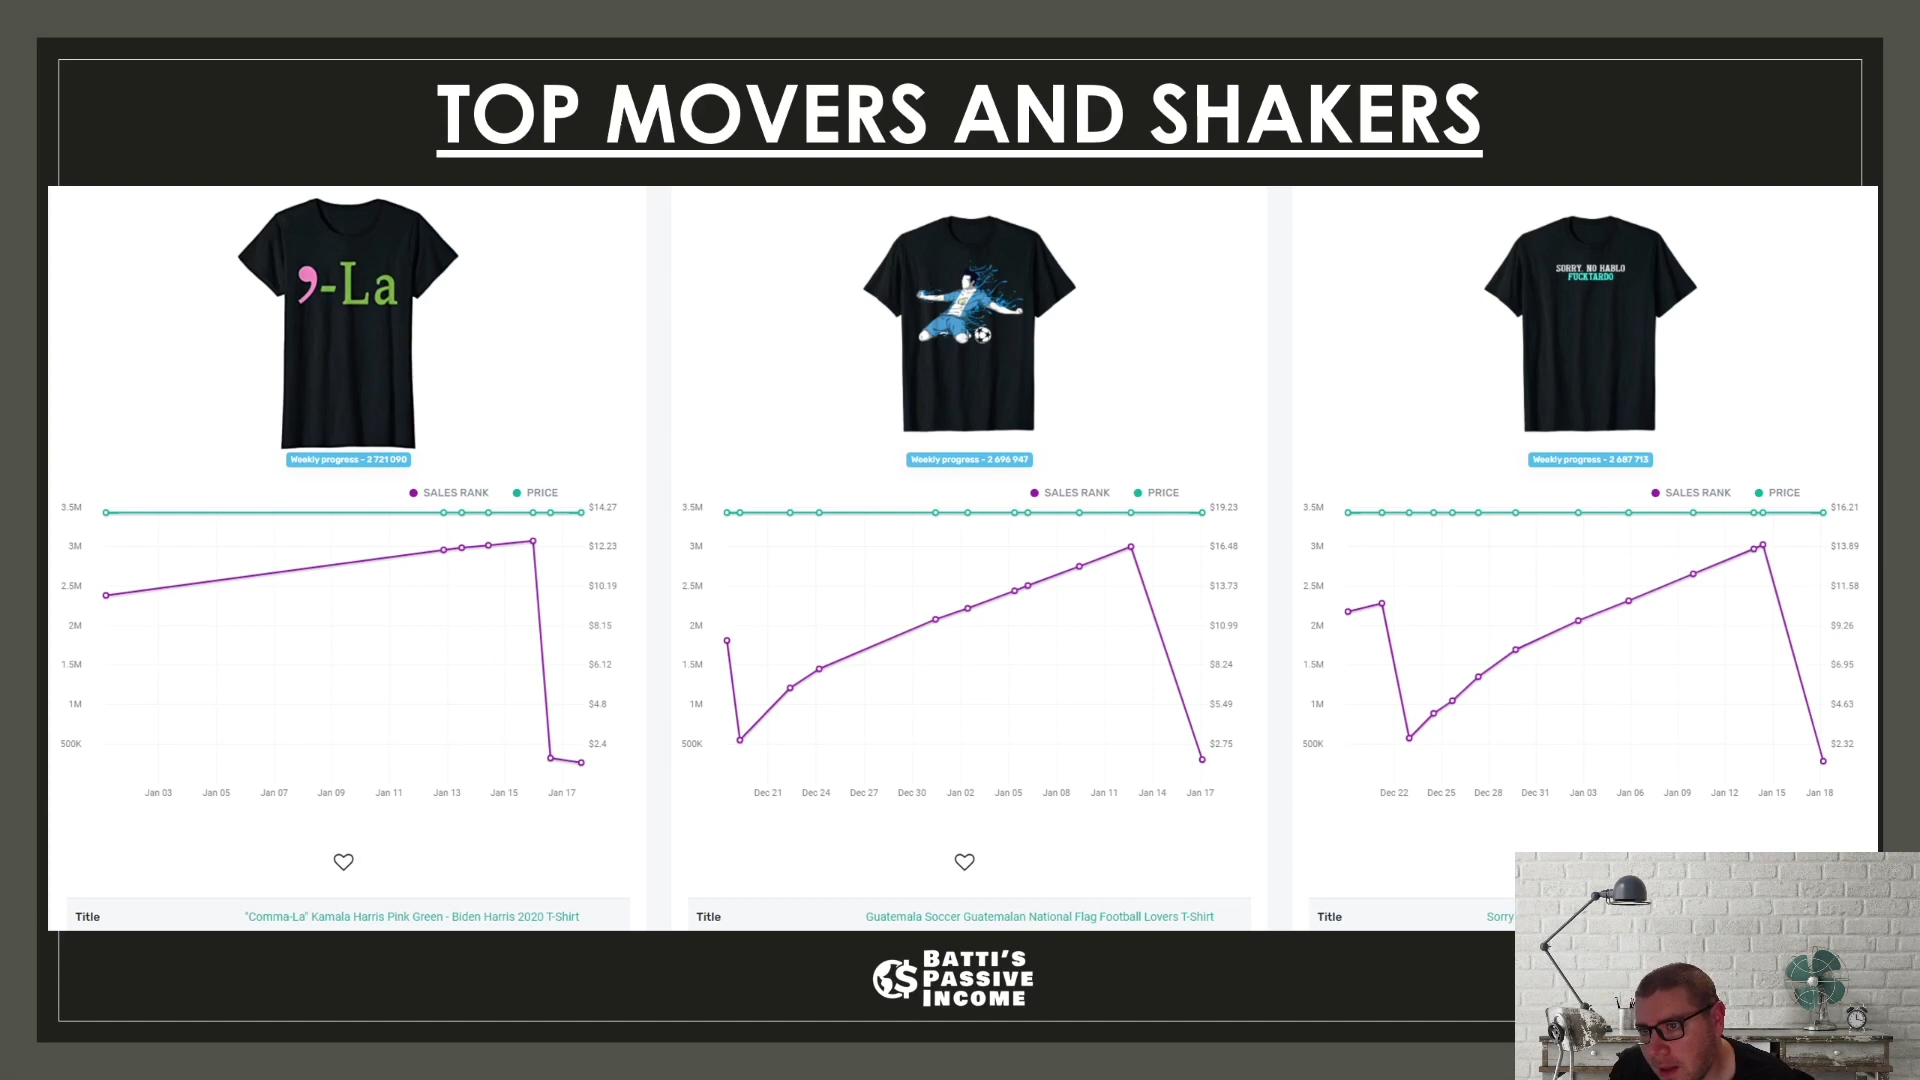 TOP MOVERS AND SHAKERS
,-La
Weekly progress - 2 721 090
SALES RANK
PRICE
3.5M
3M
2.5M
2M
1.5M
1M
500K
$14.27
$12.23
$10.19
$8.15
$6.12
$4.8
$2.4
Jan 03 Jan 05 Jan 07 Jan 09 Jan 11 Jan 13 Jan 15 Jan 17
Title "Comma-La" Kamala Harris Pink Green - Biden Harris 2020 T-Shirt
Weekly progress - 2 696 947
SALES RANK
PRICE
3.5M
3M
2.5M
2M
1.5M
1M
500K
$19.23
$16.48
$13.73
$10.99
$8.24
$5.49
$2.75
Dec 21 Dec 24 Dec 27 Dec 30 Jan 02 Jan 05 Jan 08 Jan 11 Jan 14 Jan 17
Title Guatemala Soccer Guatemalan National Flag Football Lovers T-Shirt
SORRY, NO HABLO
FUCKTARDO
Weekly progress - 2 687 713
SALES RANK
PRICE
3.5M
3M
2.5M
2M
1.5M
1M
500K
$16.21
$13.89
$11.58
$9.26
$6.95
$4.63
$2.32
Dec 22 Dec 25 Dec 28 Dec 31 Jan 03 Jan 06 Jan 09 Jan 12 Jan 15 Jan 18
Title Sorry
BATTI'S
PASSIVE
INCOME